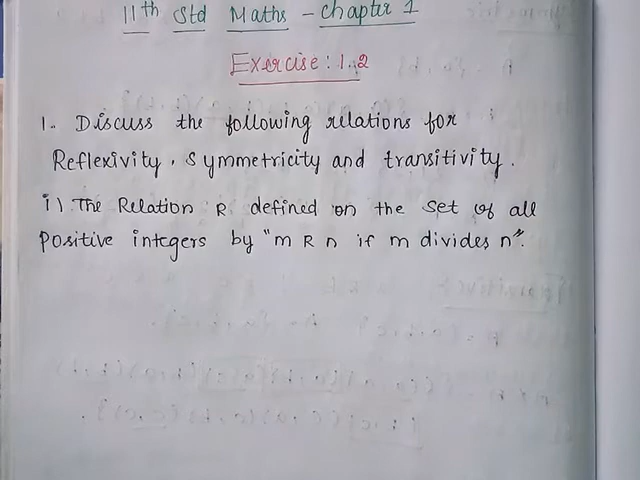 11th Std Maths - Chapter 1
Exercise: 1.2
1. Discuss the following relations for
Reflexivity, Symmetricity and transitivity.
i) The Relation R defined on the set of all
Positive integers by "m R n if m divides n".